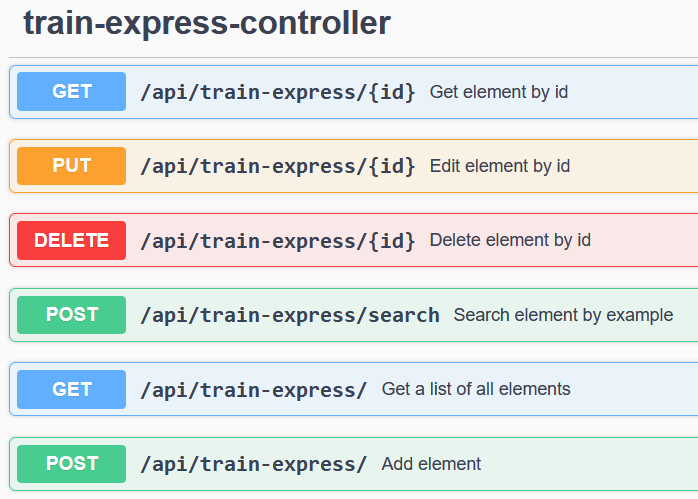 train-express-controller
GET /api/train-express/{id} Get element by id
PUT /api/train-express/{id} Edit element by id
DELETE /api/train-express/{id} Delete element by id
POST /api/train-express/search Search element by example
GET /api/train-express/ Get a list of all elements
POST /api/train-express/ Add element